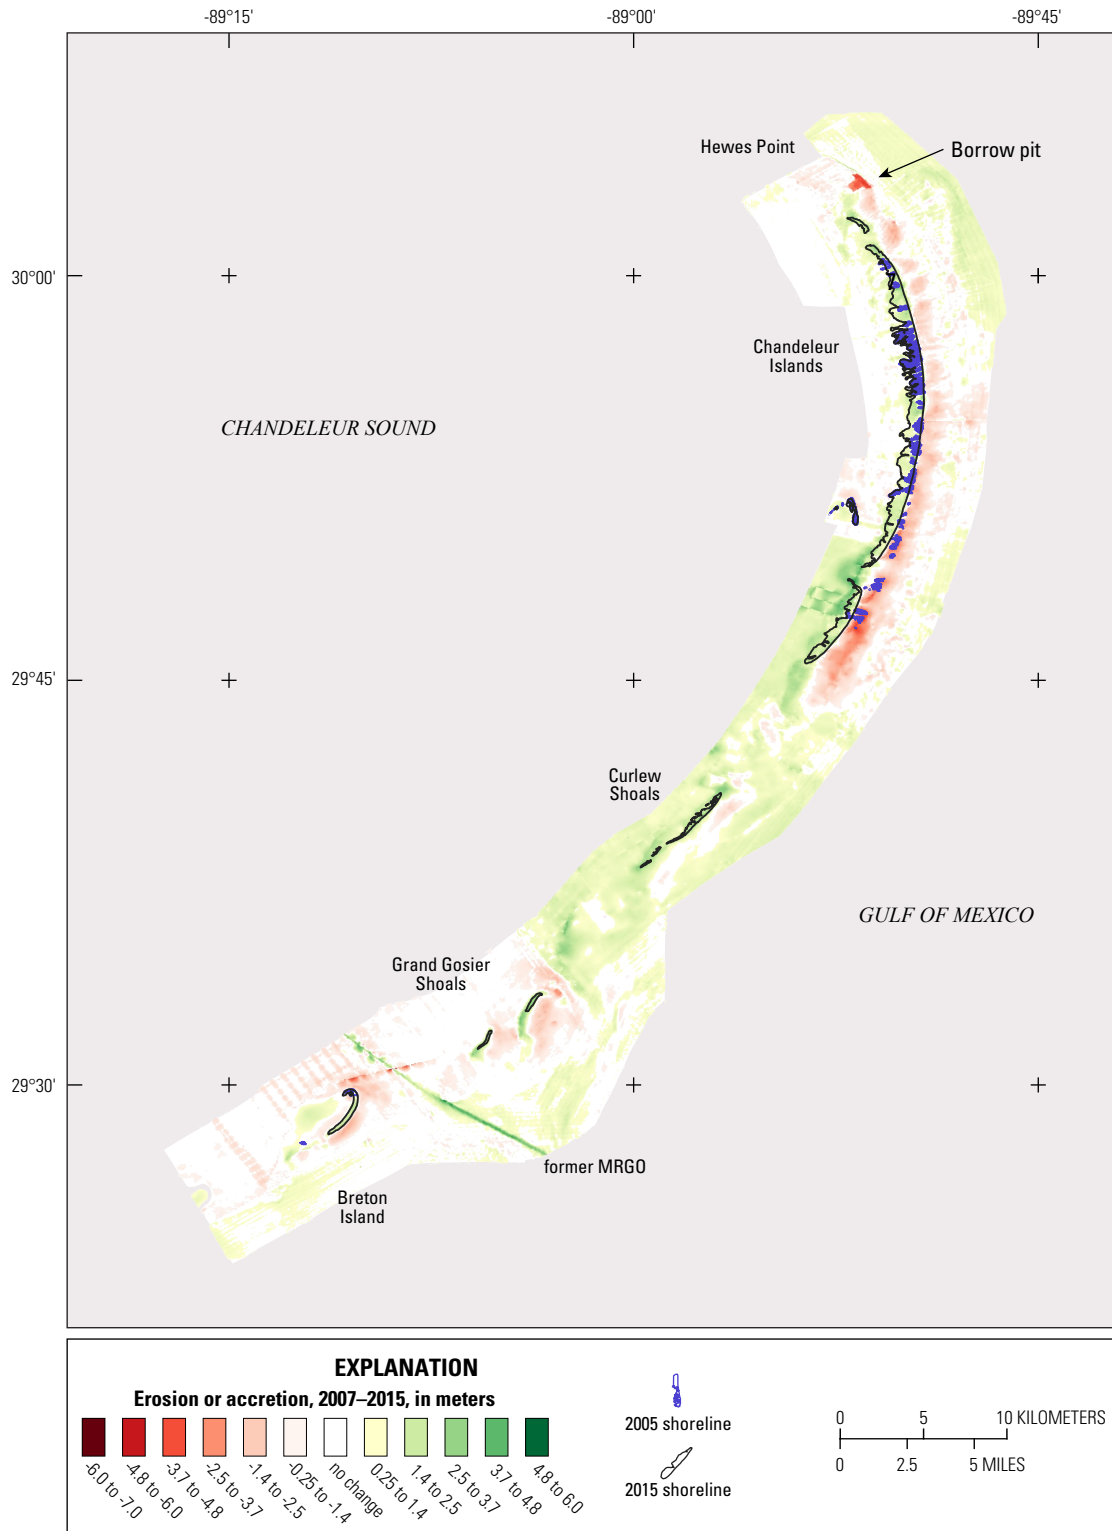 -89°15'
-89°00'
-89°45'
Hewes Point
Borrow pit
30°00'
Chandeleur
Islands
CHANDELEUR SOUND
29°45'
Curlew
Shoals
GULF OF MEXICO
Grand Gosier
Shoals
29°30'
former MRGO
Breton
Island
EXPLANATION
Erosion or accretion, 2007–2015, in meters
-6.0 to -7.0
-4.8 to -6.0
-3.7 to -4.8
-2.5 to -3.7
-1.4 to -2.5
-0.25 to -1.4
no change
0.25 to 1.4
1.4 to 2.5
2.5 to 3.7
3.7 to 4.8
4.8 to 6.0
2005 shoreline
2015 shoreline
0 5 10 KILOMETERS
0 2.5 5 MILES